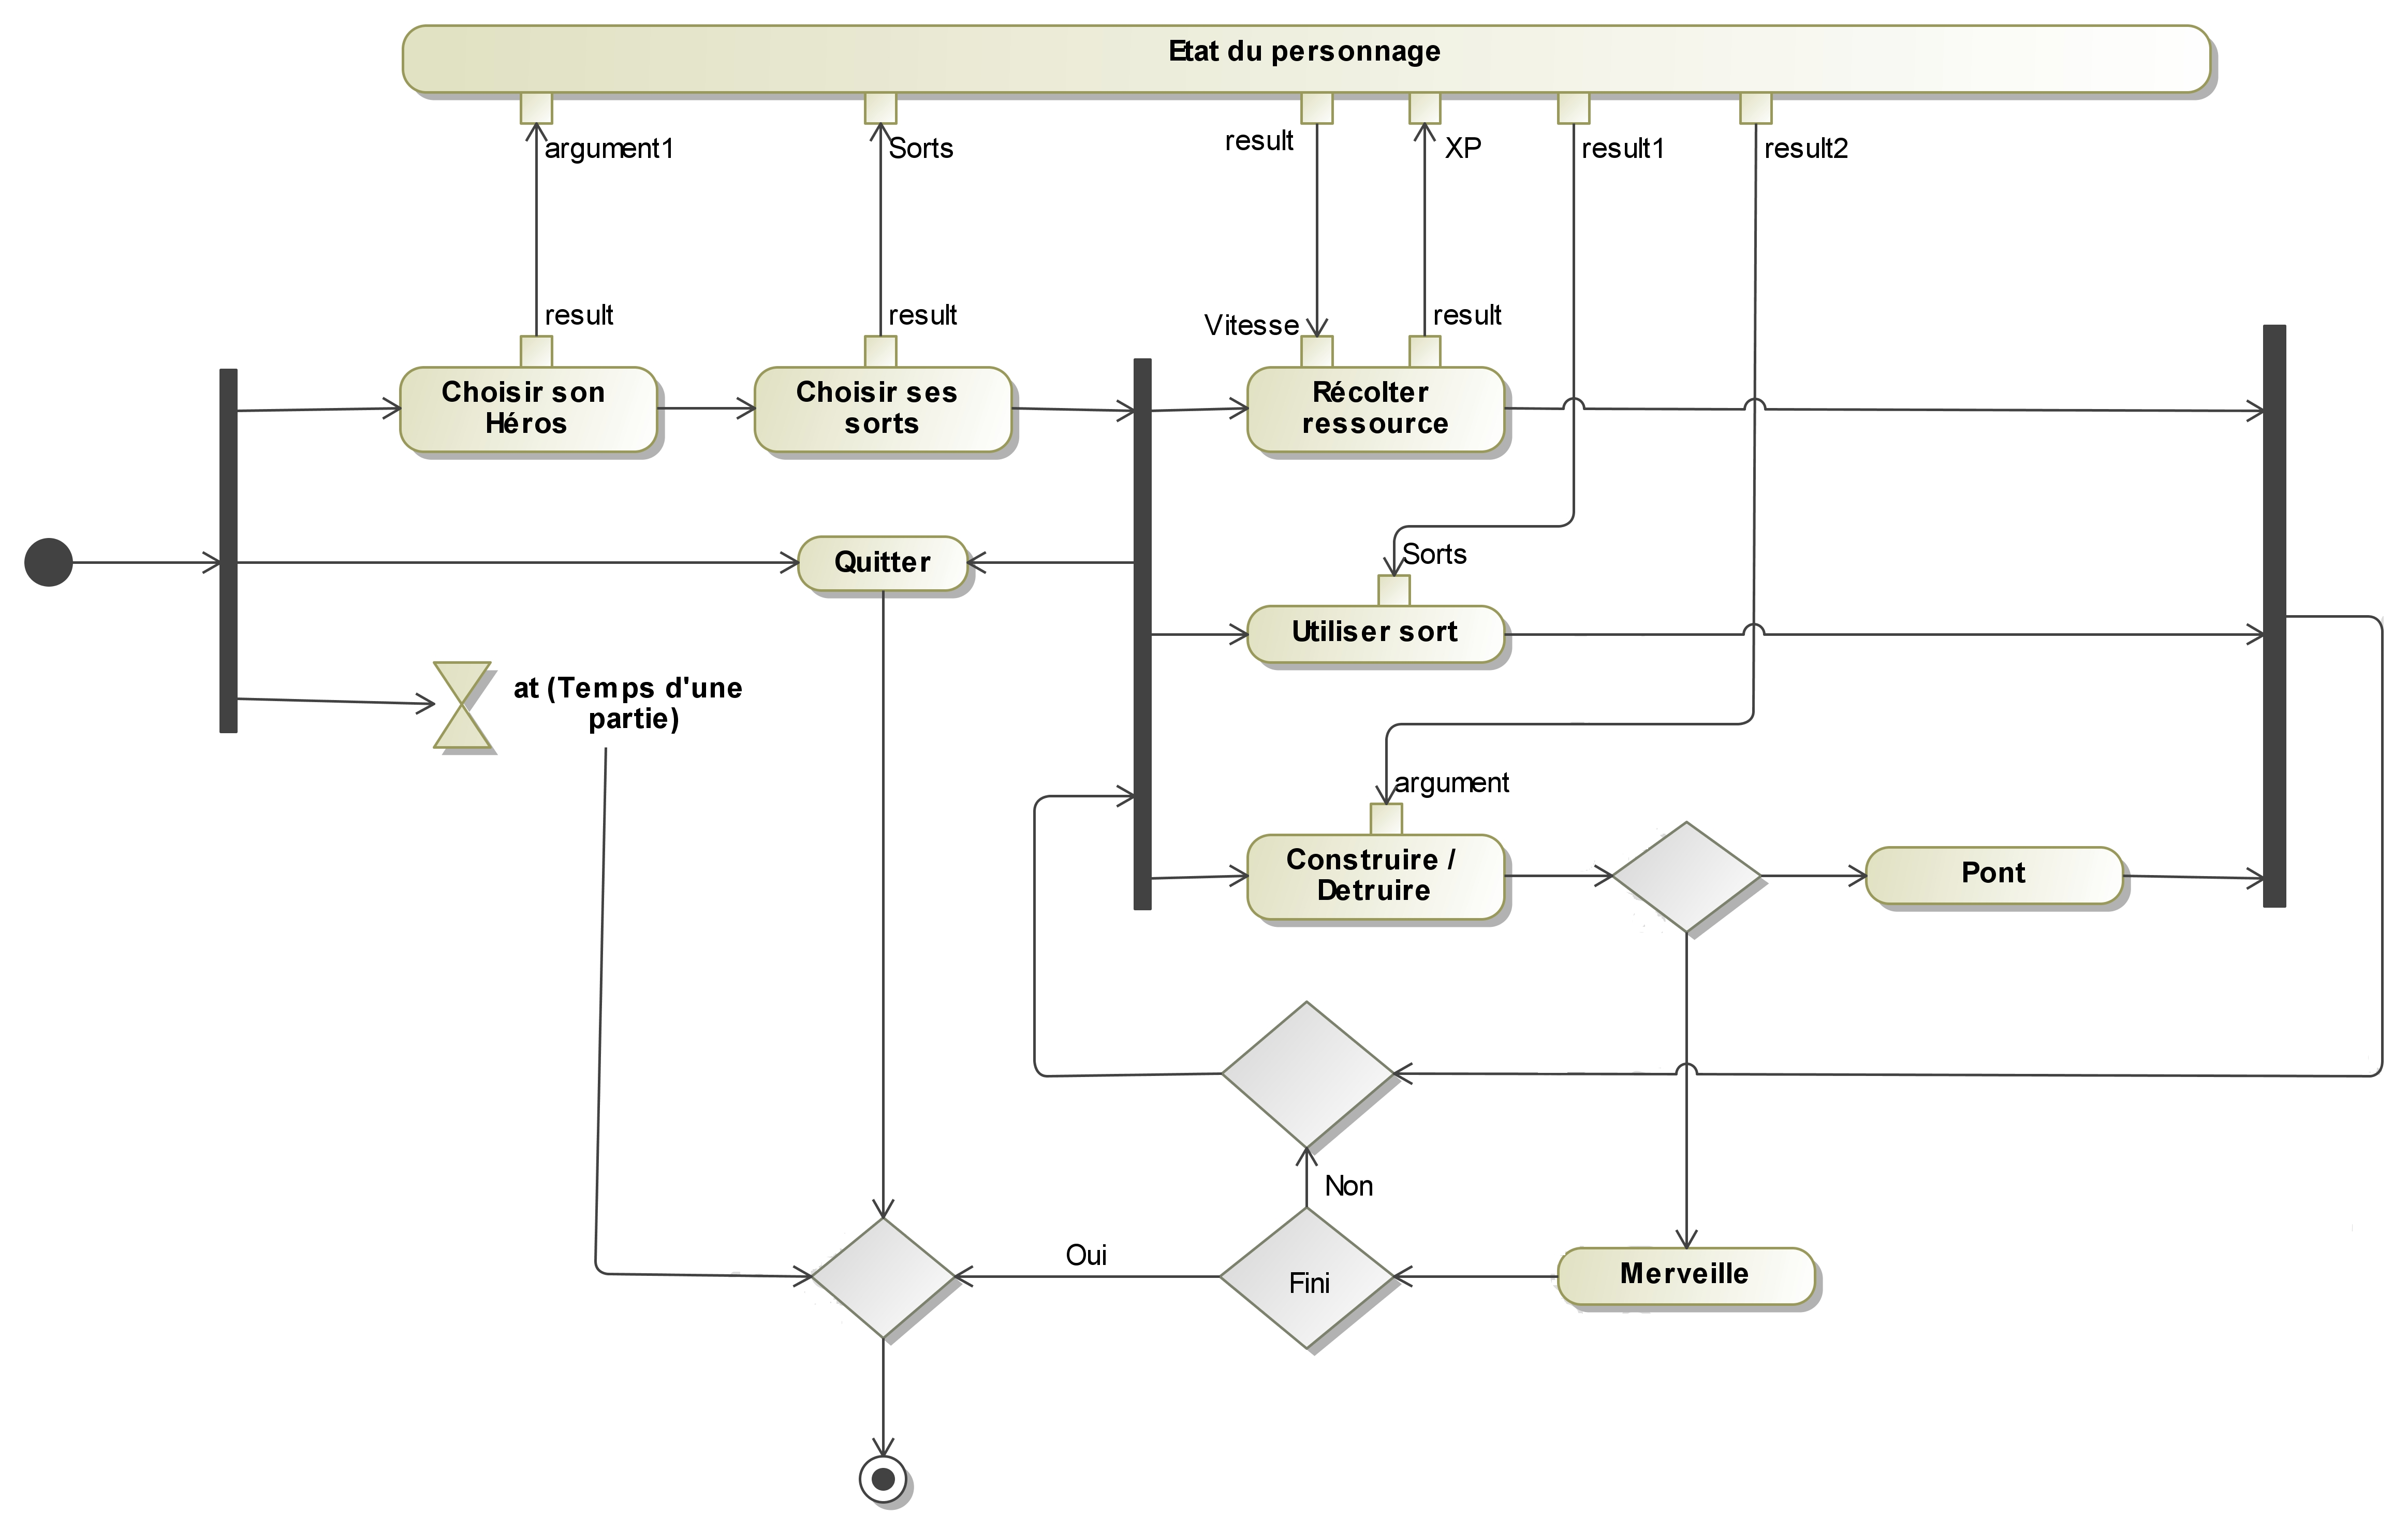 Etat du personnage
argument1
Sorts
result
XP
result1
result2
result
result
Vitesse
result
Choisir son
Héros
Choisir ses
sorts
Récolter
ressource
Quitter
Sorts
Utiliser sort
at (Temps d'une
partie)
argument
Construire /
Detruire
Pont
Non
Oui
Fini
Merveille